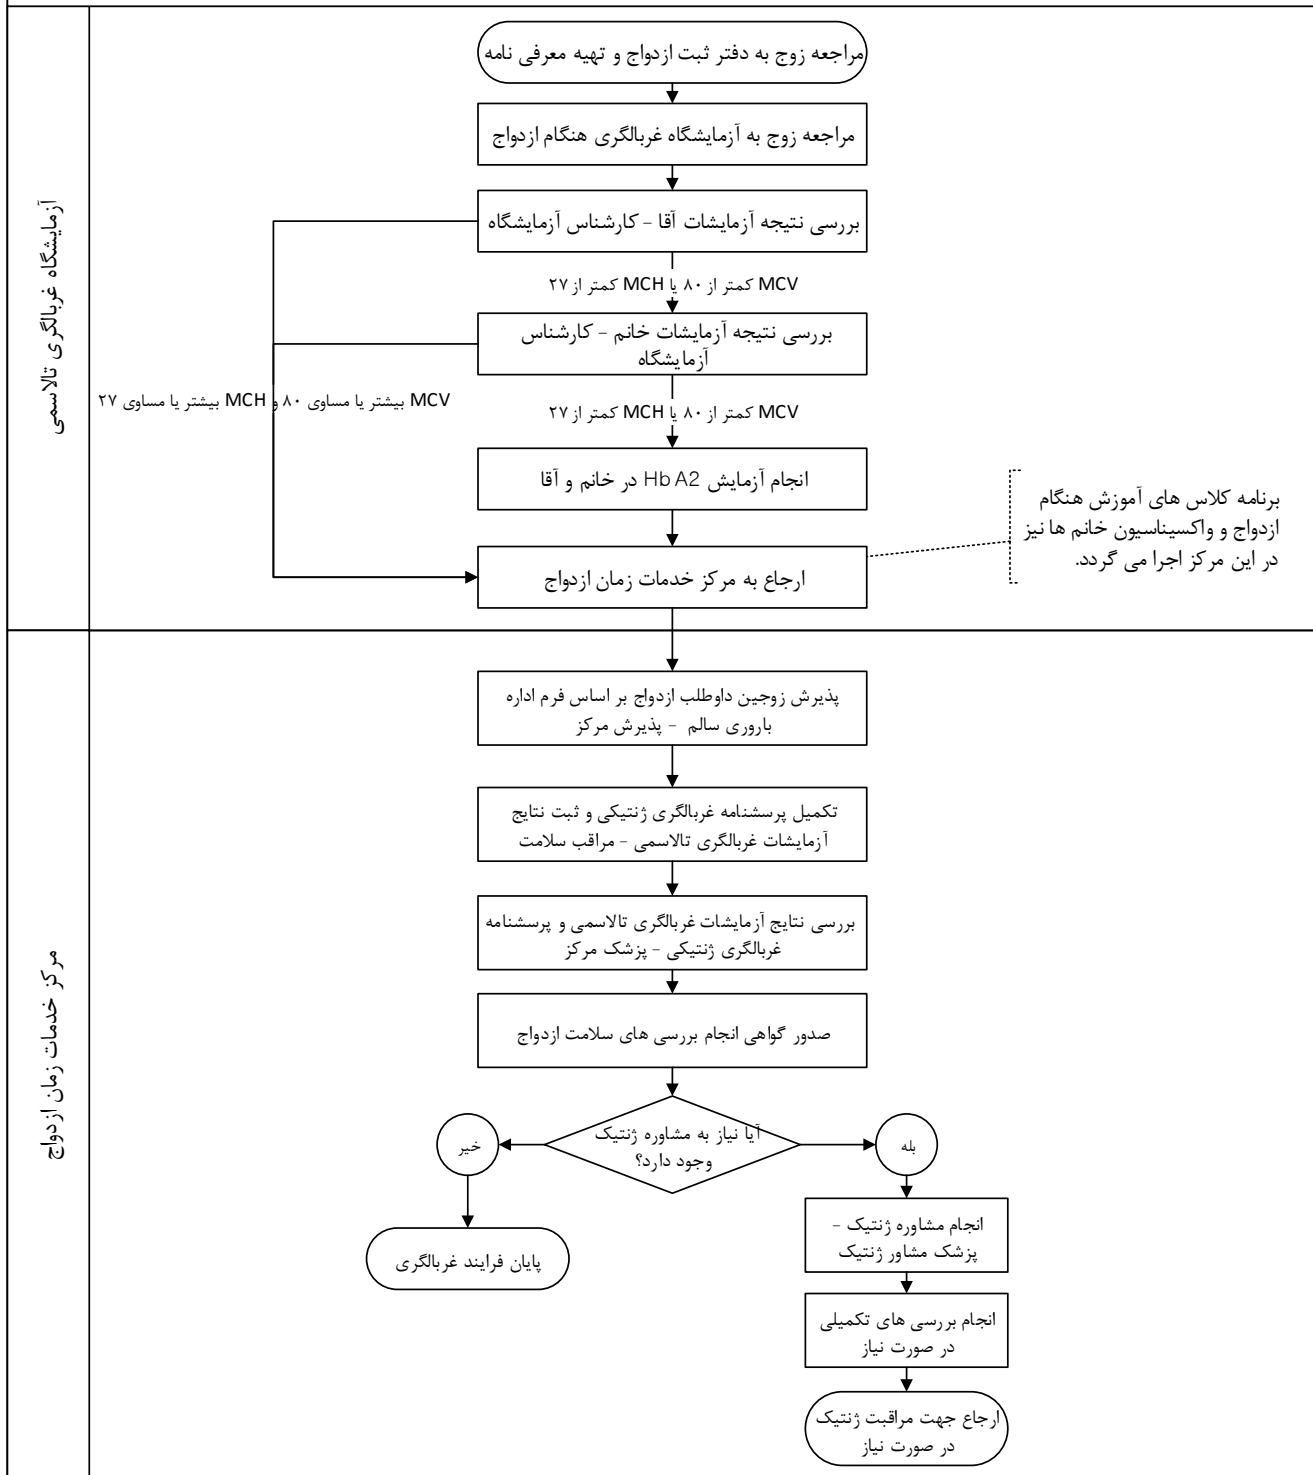 آزمایشگاه غربالگری تالاسمی
مراجعه زوج به دفتر ثبت ازدواج و تهیه معرفی نامه
مراجعه زوج به آزمایشگاه غربالگری هنگام ازدواج
بررسی نتیجه آزمایشات آقا - کارشناس آزمایشگاه
MCV کمتر از ۸۰ یا MCH کمتر از ۲۷
بررسی نتیجه آزمایشات خانم - کارشناس
آزمایشگاه
MCV بیشتر یا مساوی ۸۰ و MCH بیشتر یا مساوی ۲۷
MCV کمتر از ۸۰ یا MCH کمتر از ۲۷
انجام آزمایش Hb A2 در خانم و آقا
برنامه کلاس های آموزش هنگام
ازدواج و واکسیناسیون خانم ها نیز
در این مرکز اجرا می گردد.
ارجاع به مرکز خدمات زمان ازدواج
مرکز خدمات زمان ازدواج
پذیرش زوجین داوطلب ازدواج بر اساس فرم اداره
باروری سالم - پذیرش مرکز
تکمیل پرسشنامه غربالگری ژنتیکی و ثبت نتایج
آزمایشات غربالگری تالاسمی - مراقب سلامت
بررسی نتایج آزمایشات غربالگری تالاسمی و پرسشنامه
غربالگری ژنتیکی - پزشک مرکز
صدور گواهی انجام بررسی های سلامت ازدواج
آیا نیاز به مشاوره ژنتیک
وجود دارد؟
بله
خیر
انجام مشاوره ژنتیک -
پزشک مشاور ژنتیک
پایان فرایند غربالگری
انجام بررسی های تکمیلی
در صورت نیاز
ارجاع جهت مراقبت ژنتیک
در صورت نیاز